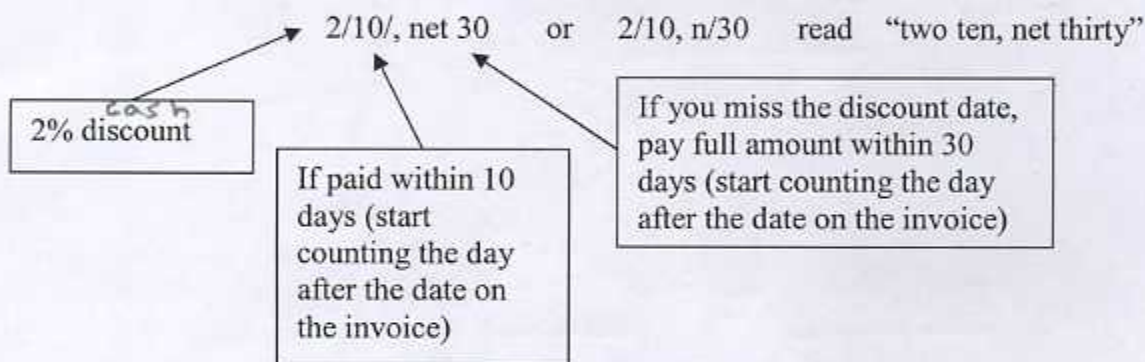 2/10/, net 30 or 2/10, n/30 read “two ten, net thirty”
cash
2% discount
If paid within 10
days (start
counting the day
after the date on
the invoice)
If you miss the discount date,
pay full amount within 30
days (start counting the day
after the date on the invoice)